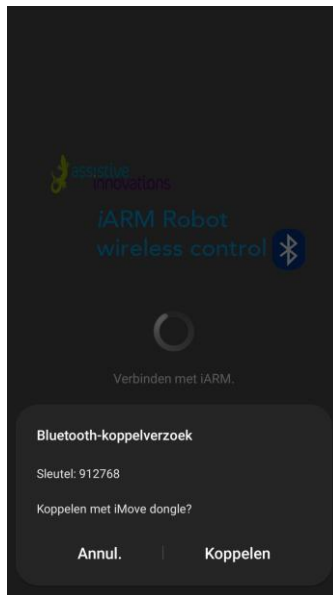 assistive
innovations
iARM Robot
wireless control
Verbinden met iARM.
Bluetooth-koppelverzoek
Sleutel: 912768
Koppelen met iMove dongle?
Annul.
Koppelen